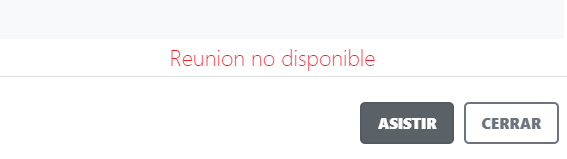 Reunion no disponible
ASISTIR
CERRAR